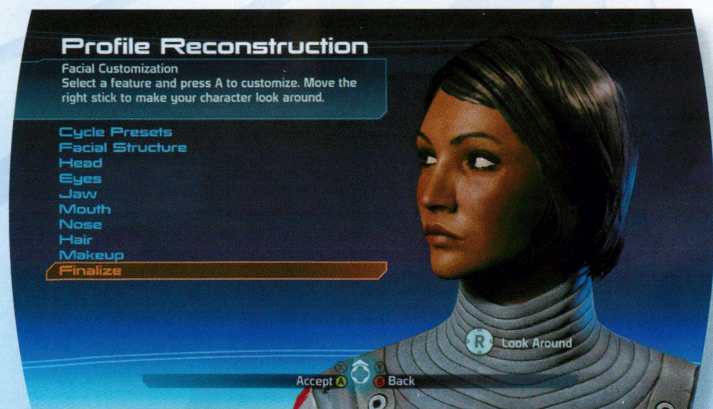 Profile Reconstruction
Facial Customization
Select a feature and press A to customize. Move the
right stick to make your character look around.
Cycle Presets
Facial Structure
Head
Eyes
Jaw
Mouth
Nose
Hair
Makeup
Finalize
R Look Around
X Y
Accept A B Back